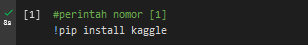 [1] #perintah nomor [1]
!pip install kaggle
8s